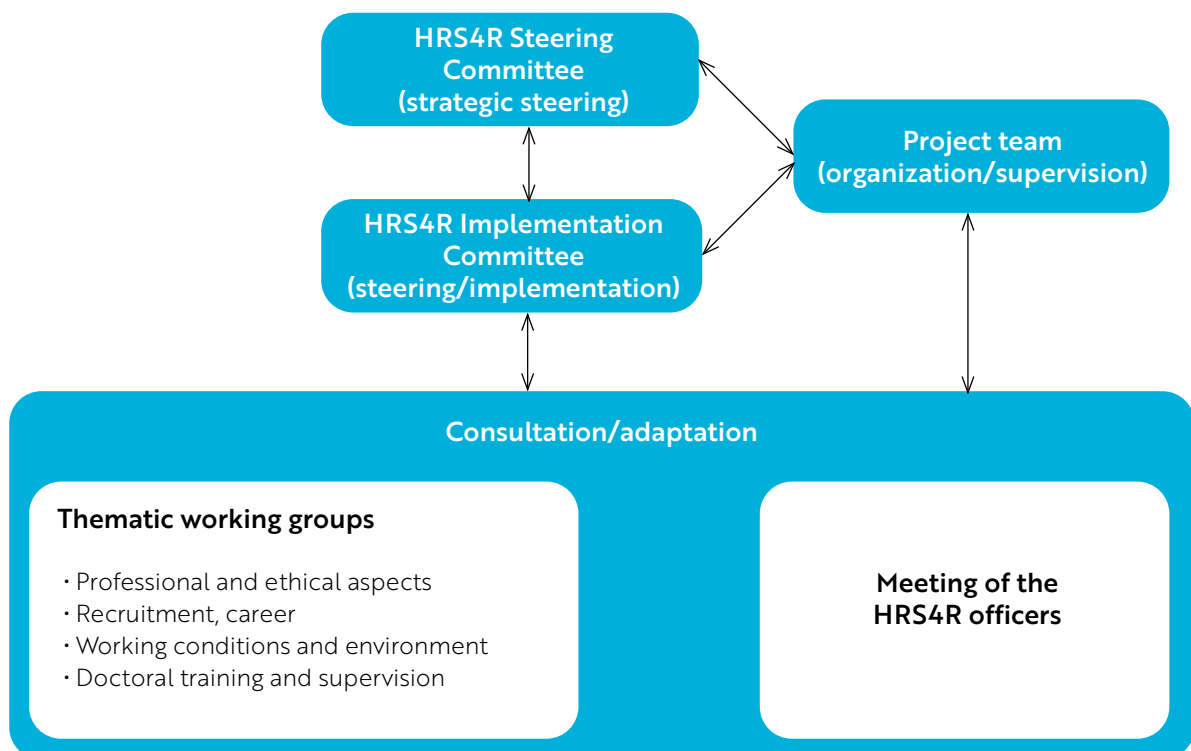 HRS4R Steering
Committee
(strategic steering)
Project team
(organization/supervision)
HRS4R Implementation
Committee
(steering/implementation)
Consultation/adaptation
Thematic working groups
· Professional and ethical aspects
· Recruitment, career
· Working conditions and environment
· Doctoral training and supervision
Meeting of the
HRS4R officers